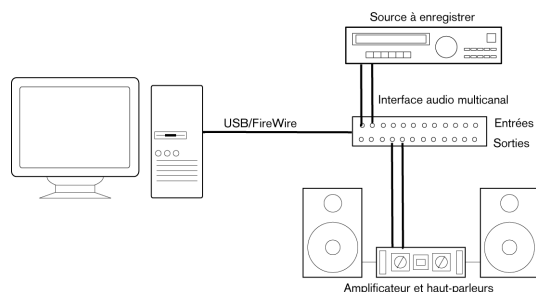 Source à enregistrer
Interface audio multicanal
USB/FireWire
Entrées
Sorties
Amplificateur et haut-parleurs